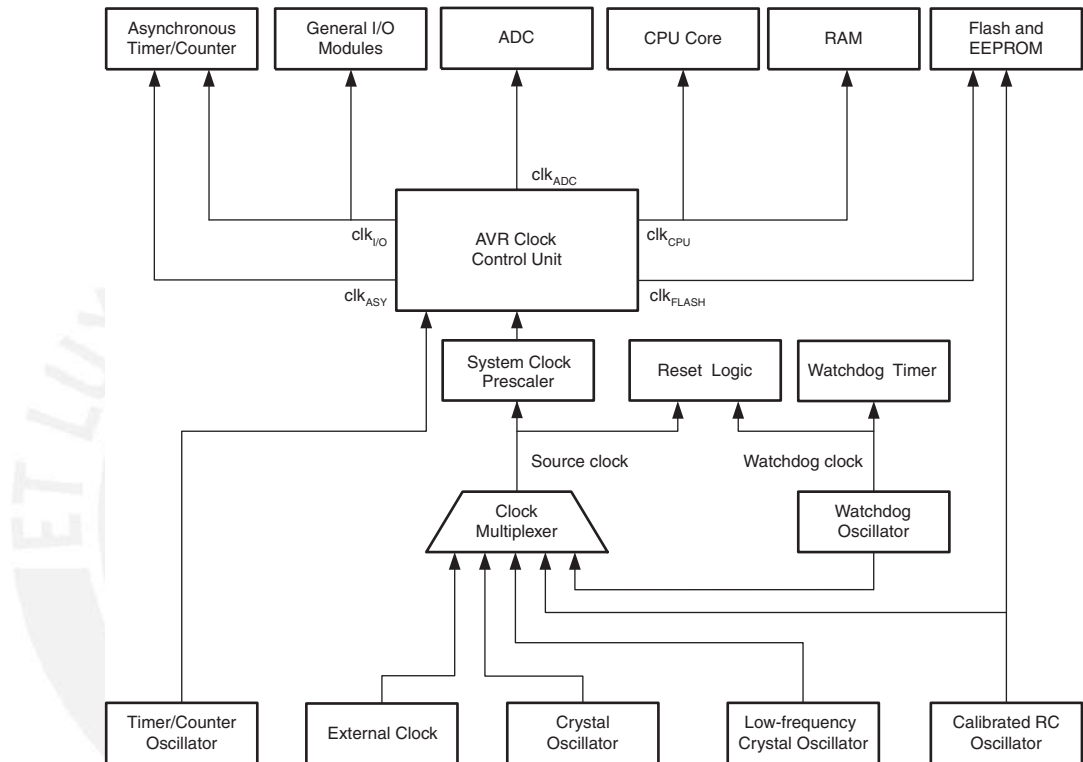 Asynchronous
Timer/Counter
General I/O
Modules
ADC
CPU Core
RAM
Flash and
EEPROM
clkADC
clkI/O
AVR Clock
Control Unit
clkCPU
clkASY
clkFLASH
System Clock
Prescaler
Reset Logic
Watchdog Timer
Source clock
Watchdog clock
Clock
Multiplexer
Watchdog
Oscillator
Timer/Counter
Oscillator
External Clock
Crystal
Oscillator
Low-frequency
Crystal Oscillator
Calibrated RC
Oscillator
ET LUX